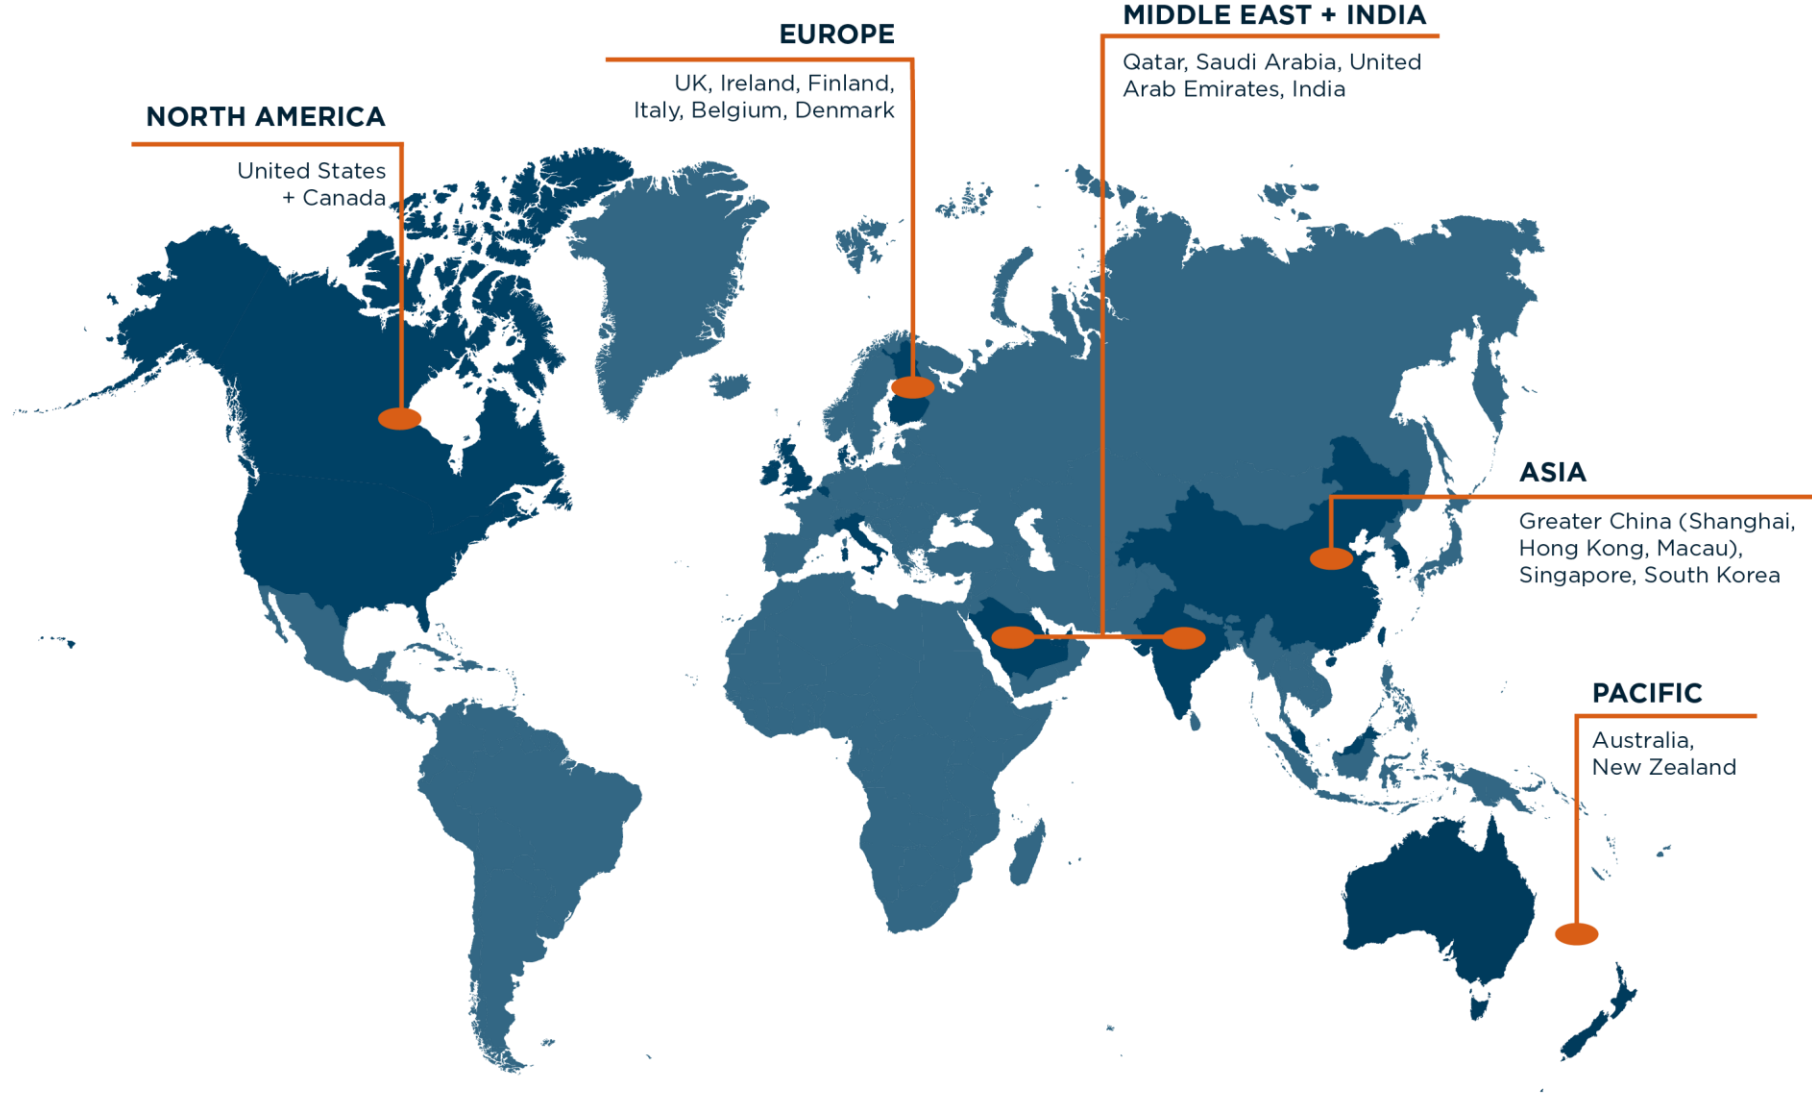 MIDDLE EAST + INDIA
Qatar, Saudi Arabia, United
Arab Emirates, India
EUROPE
UK, Ireland, Finland,
Italy, Belgium, Denmark
NORTH AMERICA
United States
+ Canada
ASIA
Greater China (Shanghai,
Hong Kong, Macau),
Singapore, South Korea
PACIFIC
Australia,
New Zealand